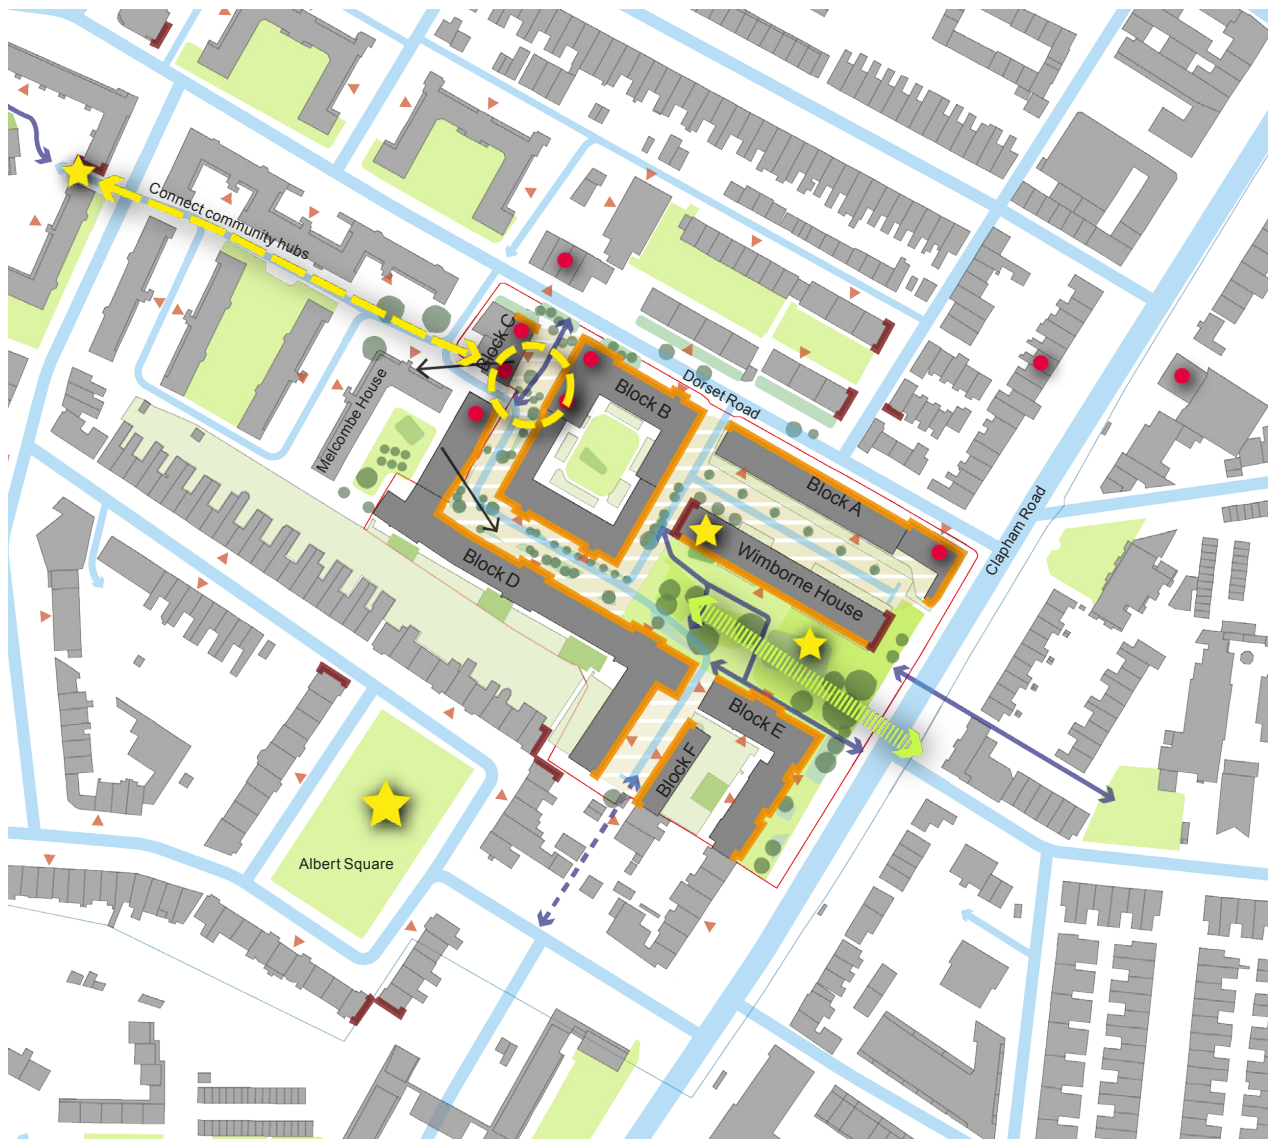 Connect community hubs
Block C
Melcombe House
Block B
Dorset Road
Block A
Wimborne House
Clapham Road
Block D
Block E
Block F
Albert Square